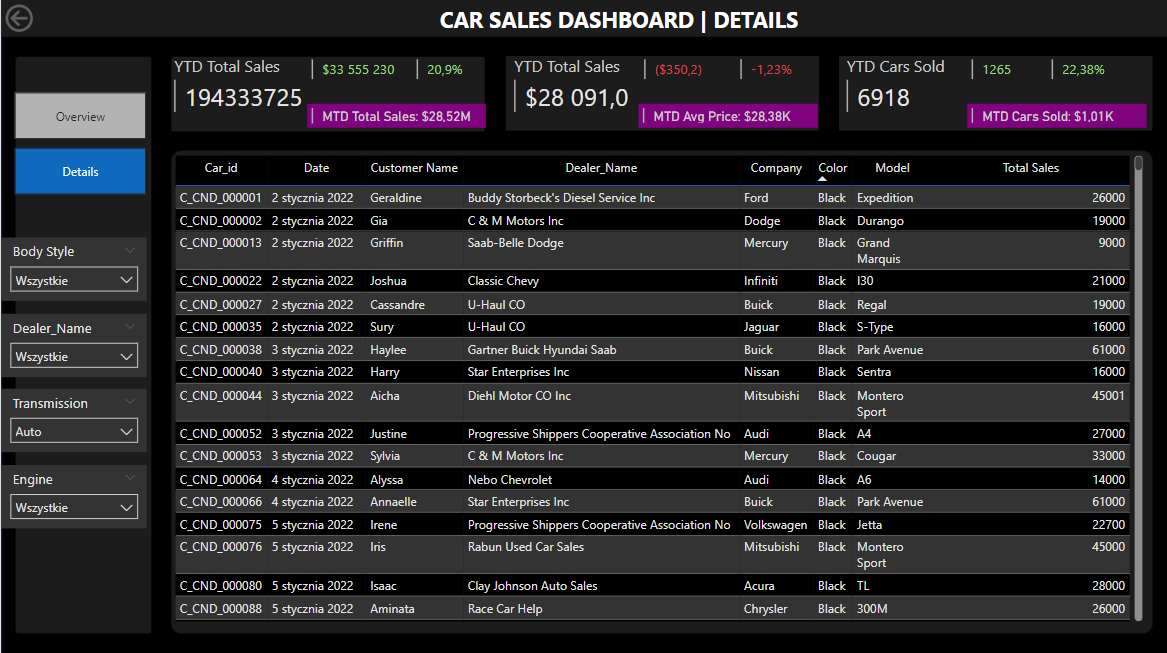 CAR SALES DASHBOARD | DETAILS
YTD Total Sales
$33 555 230
20,9%
194333725
MTD Total Sales: $28,52M
YTD Total Sales
($350,2)
-1,23%
$28 091,0
MTD Avg Price: $28,38K
YTD Cars Sold
1265
22,38%
6918
MTD Cars Sold: $1,01K
Overview
Details
Body Style
Wszystkie
Dealer_Name
Wszystkie
Transmission
Auto
Engine
Wszystkie
Car_id Date Customer Name Dealer_Name Company Color Model Total Sales
C_CND_000001 2 stycznia 2022 Geraldine Buddy Storbeck's Diesel Service Inc Ford Black Expedition 26000
C_CND_000002 2 stycznia 2022 Gia C & M Motors Inc Dodge Black Durango 19000
C_CND_000013 2 stycznia 2022 Griffin Saab-Belle Dodge Mercury Black Grand 9000
Marquis
C_CND_000022 2 stycznia 2022 Joshua Classic Chevy Infiniti Black I30 21000
C_CND_000027 2 stycznia 2022 Cassandre U-Haul CO Buick Black Regal 19000
C_CND_000035 2 stycznia 2022 Sury U-Haul CO Jaguar Black S-Type 16000
C_CND_000038 3 stycznia 2022 Haylee Gartner Buick Hyundai Saab Buick Black Park Avenue 61000
C_CND_000040 3 stycznia 2022 Harry Star Enterprises Inc Nissan Black Sentra 16000
C_CND_000044 3 stycznia 2022 Aicha Diehl Motor CO Inc Mitsubishi Black Montero 45001
Sport
C_CND_000052 3 stycznia 2022 Justine Progressive Shippers Cooperative Association No Audi Black A4 27000
C_CND_000053 3 stycznia 2022 Sylvia C & M Motors Inc Mercury Black Cougar 33000
C_CND_000064 4 stycznia 2022 Alyssa Nebo Chevrolet Audi Black A6 14000
C_CND_000066 4 stycznia 2022 Annaelle Star Enterprises Inc Buick Black Park Avenue 61000
C_CND_000075 5 stycznia 2022 Irene Progressive Shippers Cooperative Association No Volkswagen Black Jetta 22700
C_CND_000076 5 stycznia 2022 Iris Rabun Used Car Sales Mitsubishi Black Montero 45000
Sport
C_CND_000080 5 stycznia 2022 Isaac Clay Johnson Auto Sales Acura Black TL 28000
C_CND_000088 5 stycznia 2022 Aminata Race Car Help Chrysler Black 300M 26000